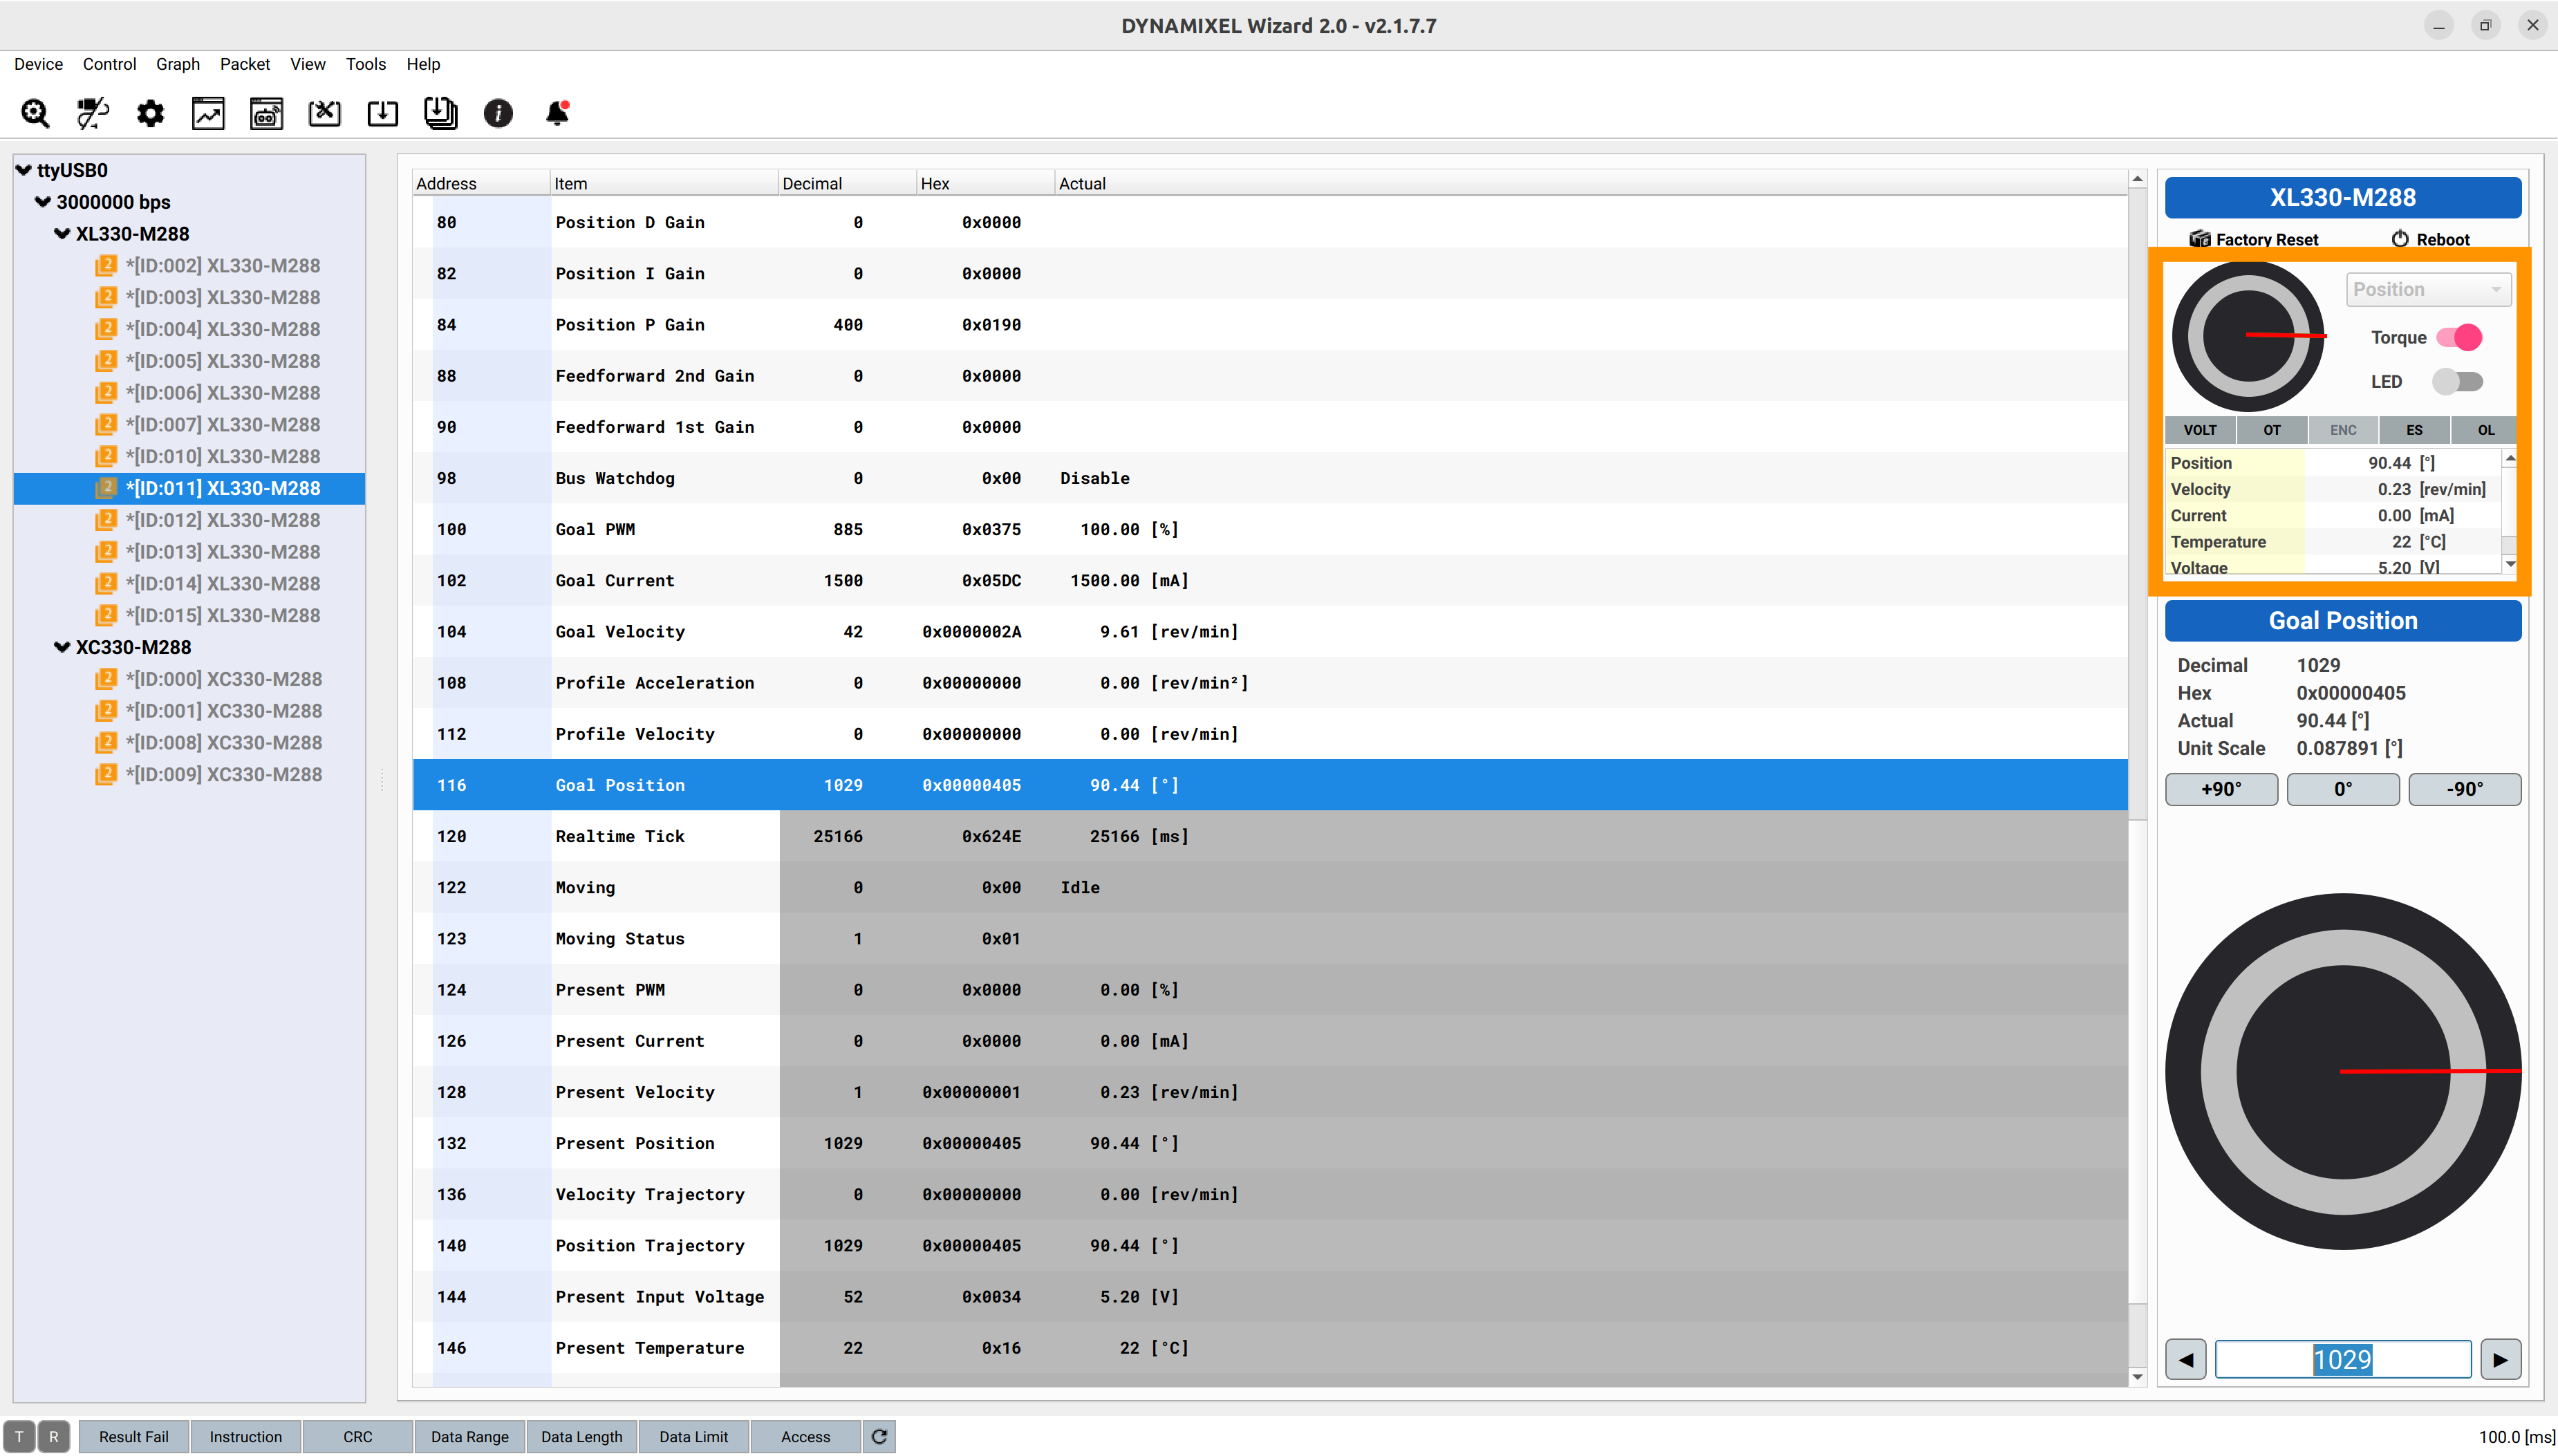 DYNAMIXEL Wizard 2.0 - v2.1.7.7
Device Control Graph Packet View Tools Help
ttyUSB0
3000000 bps
XL330-M288
2 *[ID:002] XL330-M288
2 *[ID:003] XL330-M288
2 *[ID:004] XL330-M288
2 *[ID:005] XL330-M288
2 *[ID:006] XL330-M288
2 *[ID:007] XL330-M288
2 *[ID:010] XL330-M288
2 *[ID:011] XL330-M288
2 *[ID:012] XL330-M288
2 *[ID:013] XL330-M288
2 *[ID:014] XL330-M288
2 *[ID:015] XL330-M288
XC330-M288
2 *[ID:000] XC330-M288
2 *[ID:001] XC330-M288
2 *[ID:008] XC330-M288
2 *[ID:009] XC330-M288
Address Item Decimal Hex Actual
80 Position D Gain 0 0x0000
82 Position I Gain 0 0x0000
84 Position P Gain 400 0x0190
88 Feedforward 2nd Gain 0 0x0000
90 Feedforward 1st Gain 0 0x0000
98 Bus Watchdog 0 0x00 Disable
100 Goal PWM 885 0x0375 100.00 [%]
102 Goal Current 1500 0x05DC 1500.00 [mA]
104 Goal Velocity 42 0x0000002A 9.61 [rev/min]
108 Profile Acceleration 0 0x00000000 0.00 [rev/min²]
112 Profile Velocity 0 0x00000000 0.00 [rev/min]
116 Goal Position 1029 0x00000405 90.44 [°]
120 Realtime Tick 25166 0x624E 25166 [ms]
122 Moving 0 0x00 Idle
123 Moving Status 1 0x01
124 Present PWM 0 0x0000 0.00 [%]
126 Present Current 0 0x0000 0.00 [mA]
128 Present Velocity 1 0x00000001 0.23 [rev/min]
132 Present Position 1029 0x00000405 90.44 [°]
136 Velocity Trajectory 0 0x00000000 0.00 [rev/min]
140 Position Trajectory 1029 0x00000405 90.44 [°]
144 Present Input Voltage 52 0x0034 5.20 [V]
146 Present Temperature 22 0x16 22 [°C]
XL330-M288
Factory Reset Reboot
Position
Torque
LED
VOLT OT ENC ES OL
Position 90.44 [°]
Velocity 0.23 [rev/min]
Current 0.00 [mA]
Temperature 22 [°C]
Voltage 5.20 [V]
Goal Position
Decimal 1029
Hex 0x00000405
Actual 90.44 [°]
Unit Scale 0.087891 [°]
+90° 0° -90°
1029
T R Result Fail Instruction CRC Data Range Data Length Data Limit Access 100.0 [ms]